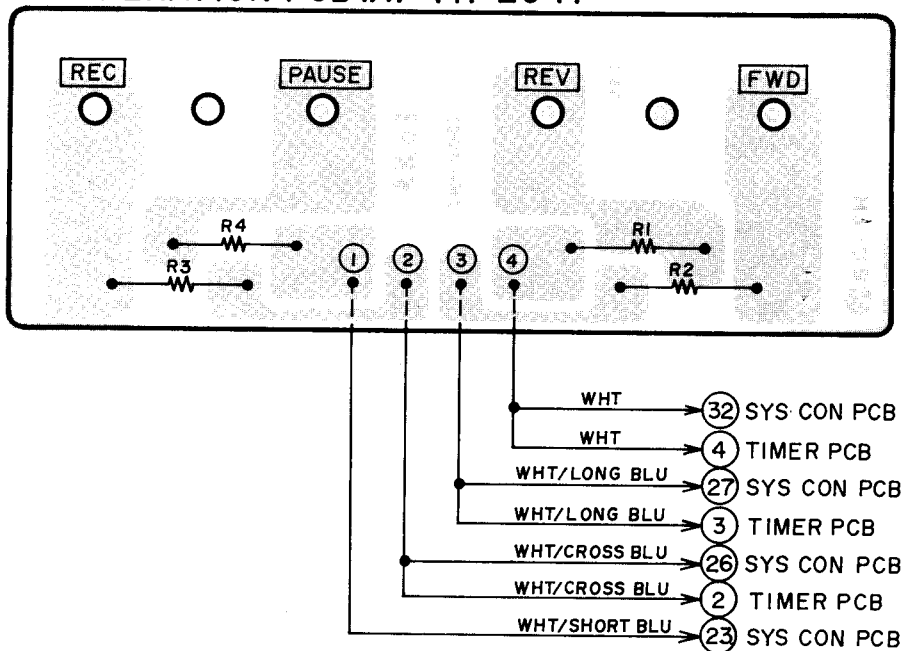 REC
PAUSE
REV
FWD
R4
R1
R3
1
2
3
4
R2
WHT
32 SYS CON PCB
WHT
4 TIMER PCB
WHT/LONG BLU
27 SYS CON PCB
WHT/LONG BLU
3 TIMER PCB
WHT/CROSS BLU
26 SYS CON PCB
WHT/CROSS BLU
2 TIMER PCB
WHT/SHORT BLU
23 SYS CON PCB